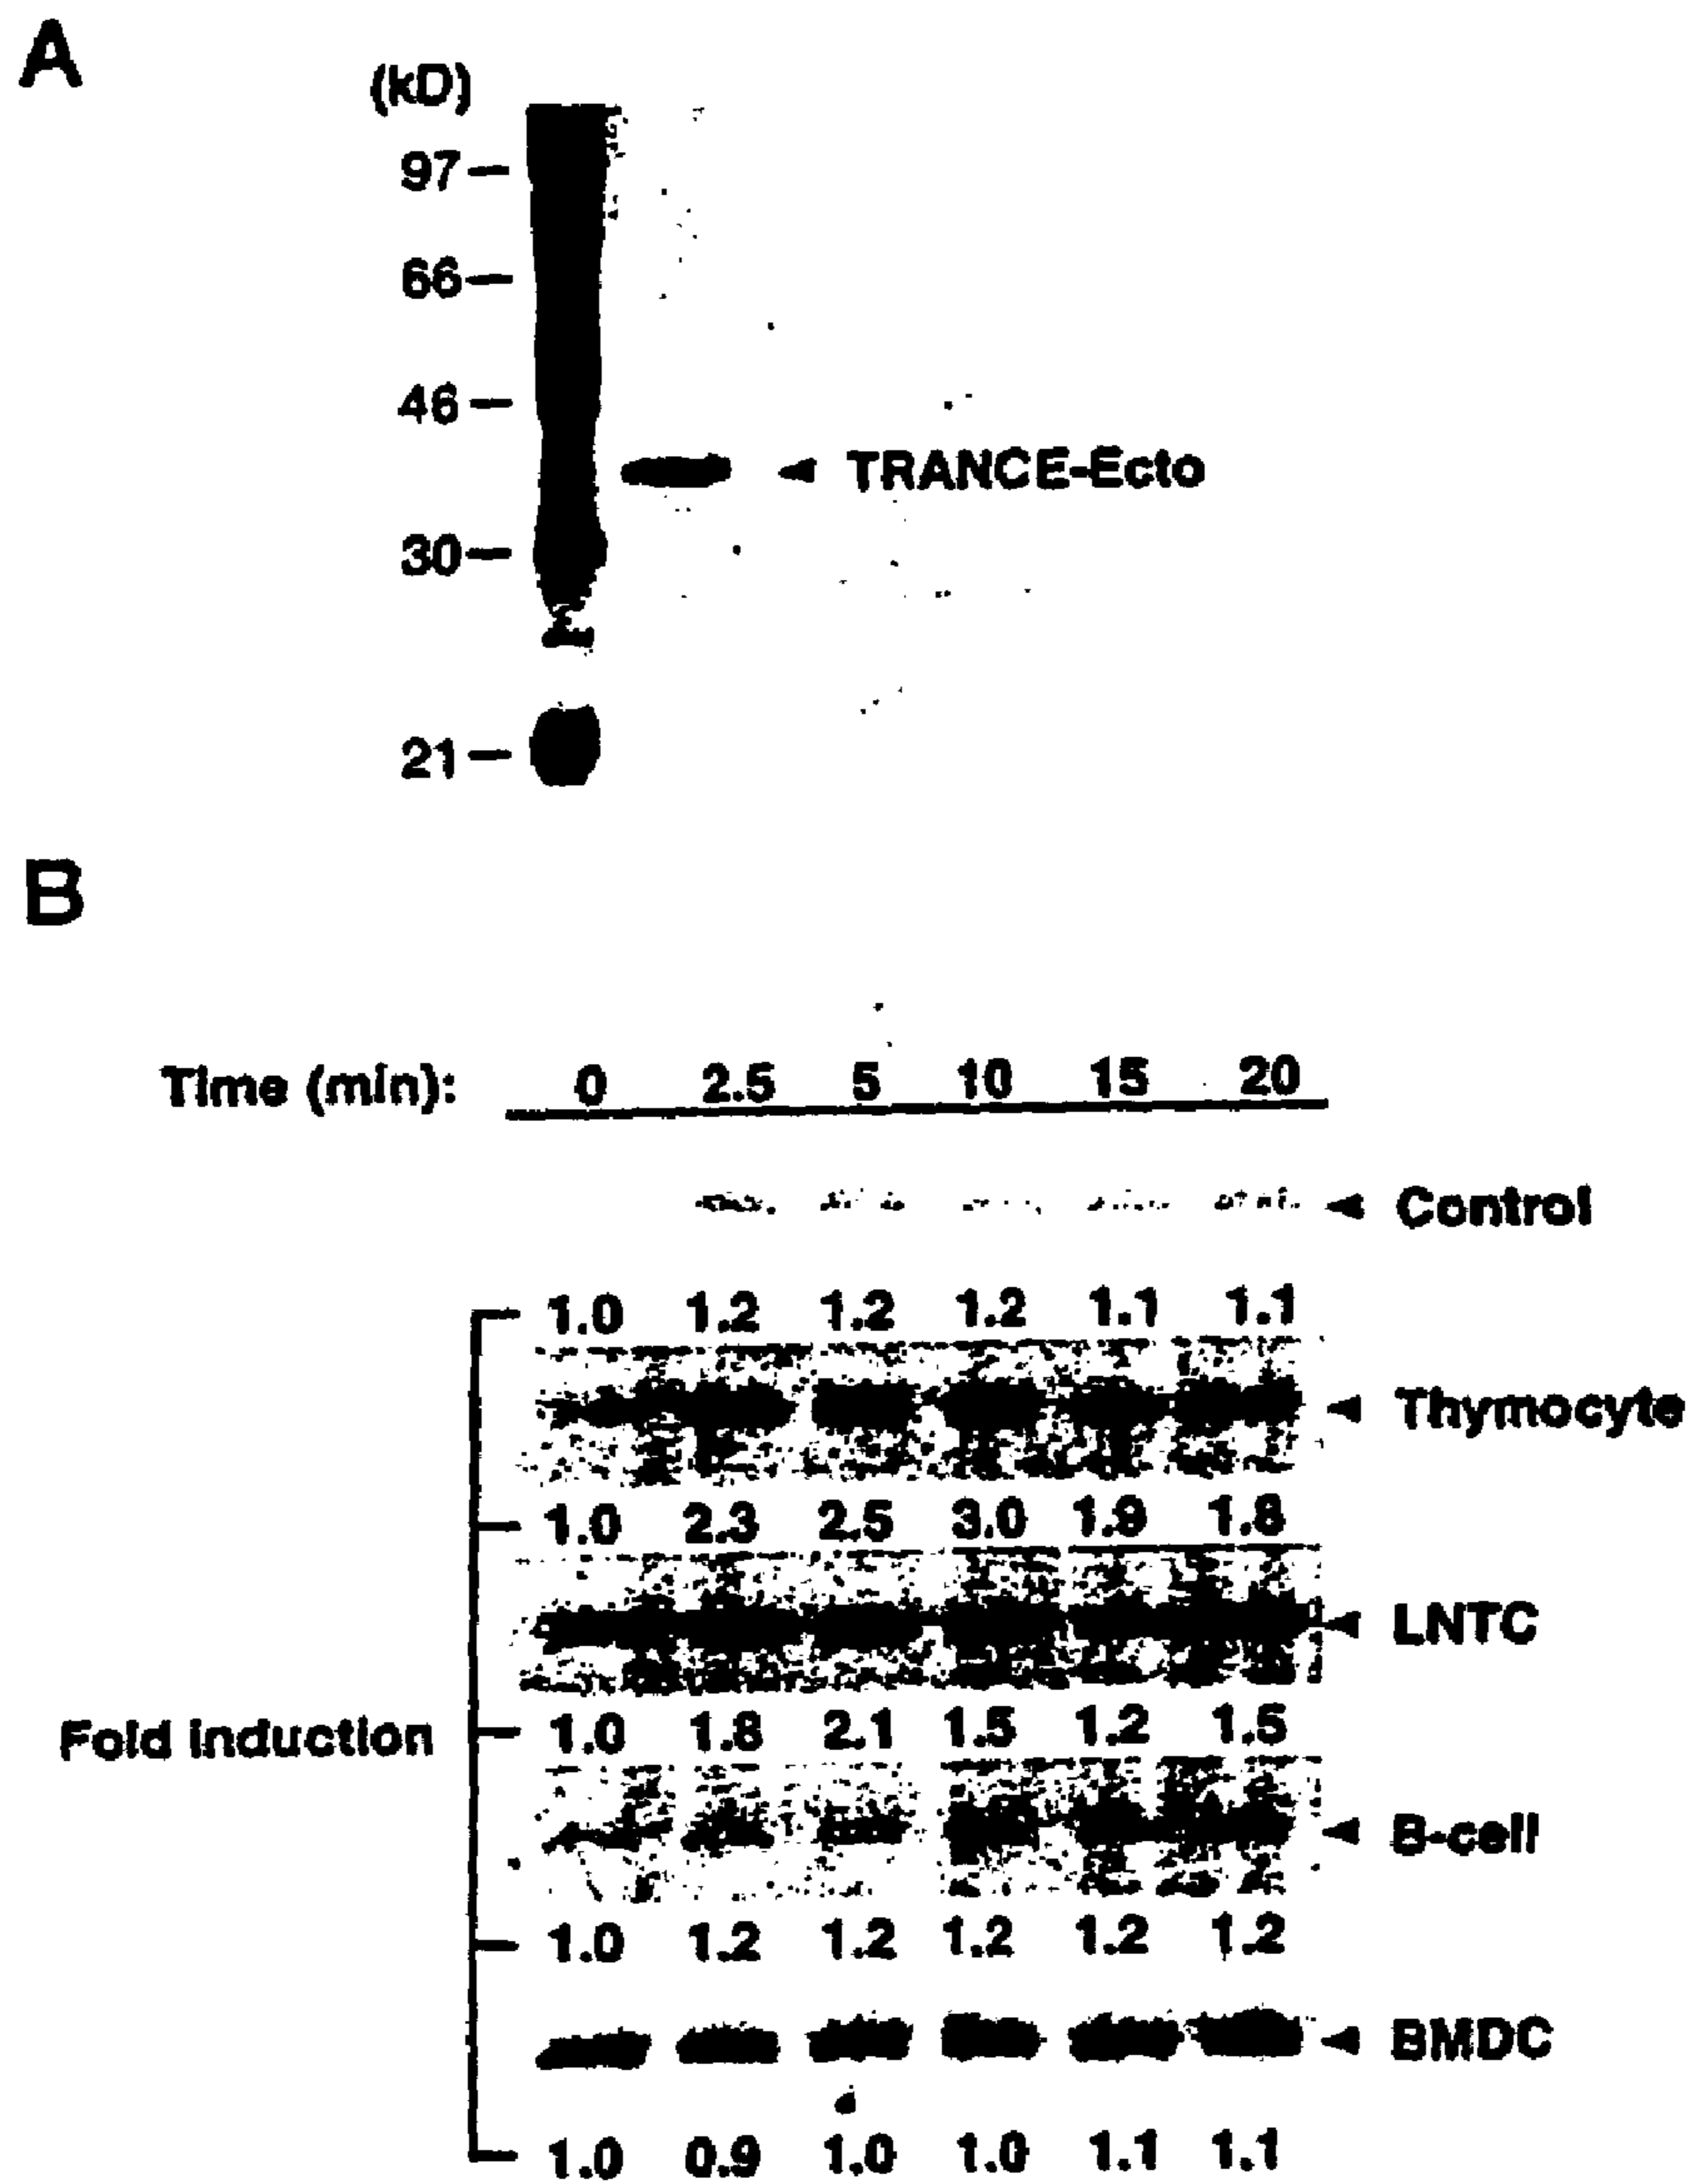 A
(kD)
97
66
46
TRANCE-Ecto
30
21
B
Time (min): 0 2.5 5 10 15 20
Control
1.0 1.2 1.2 1.2 1.1 1.1
Thymocyte
1.0 2.3 2.5 3.0 1.9 1.8
LNTC
Fold induction 1.0 1.8 2.1 1.5 1.2 1.5
B-cell
1.0 1.2 1.2 1.2 1.2 1.2
BMDC
1.0 0.9 1.0 1.0 1.1 1.1